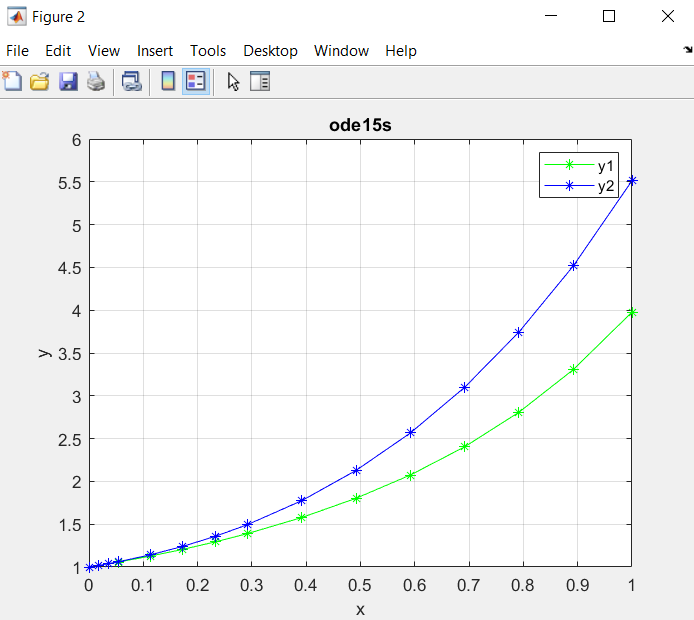 Figure 2
File Edit View Insert Tools Desktop Window Help
ode15s
y1
y2
6
5.5
5
4.5
4
3.5
3
2.5
2
1.5
1
y
0 0.1 0.2 0.3 0.4 0.5 0.6 0.7 0.8 0.9 1
x